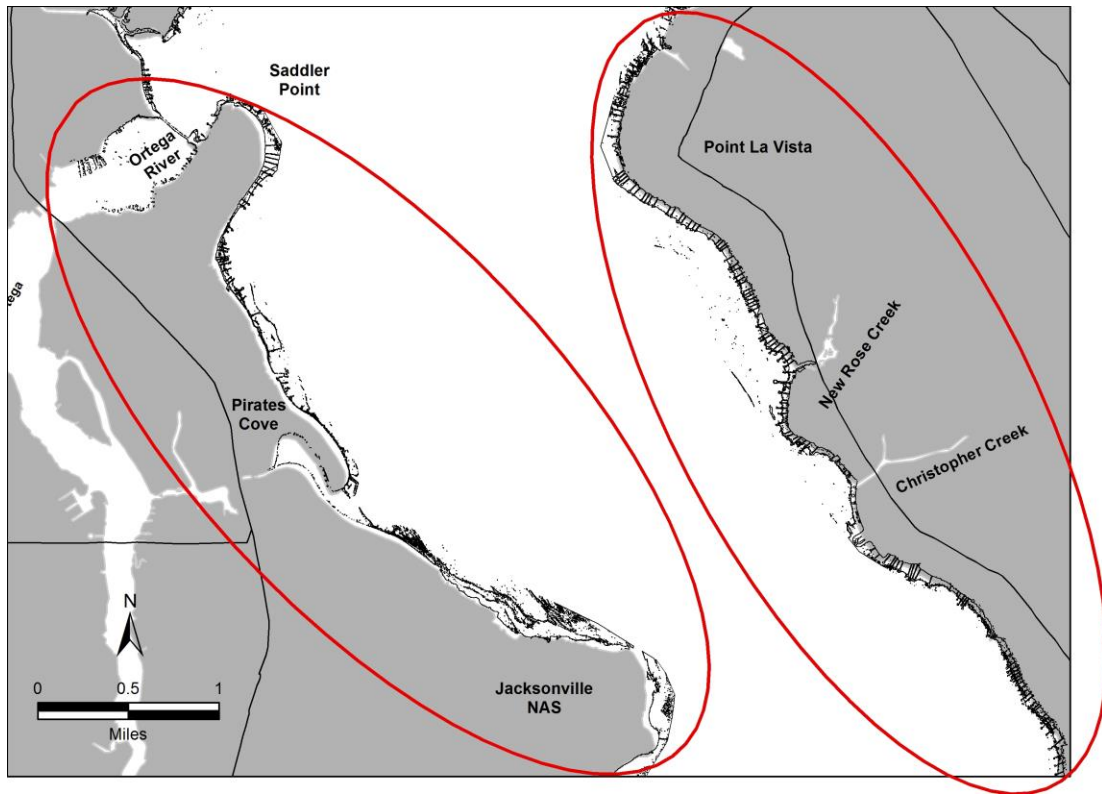 Saddler
Point
Ortega
River
Point La Vista
tega
New Rose Creek
Pirates
Cove
Christopher Creek
N
0 0.5 1
Miles
Jacksonville
NAS